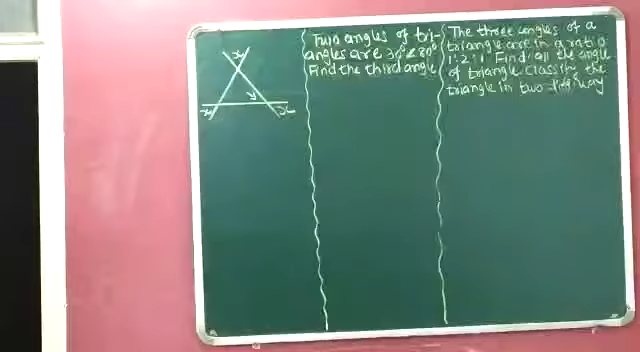 x
y
x
x
Two angles of tri-
angles are 30° & 80°
Find the third angle
The three angles of a
triangle are in a ratio
1:2:1 Find all the angle
of triangle. Classify the
triangle in two way